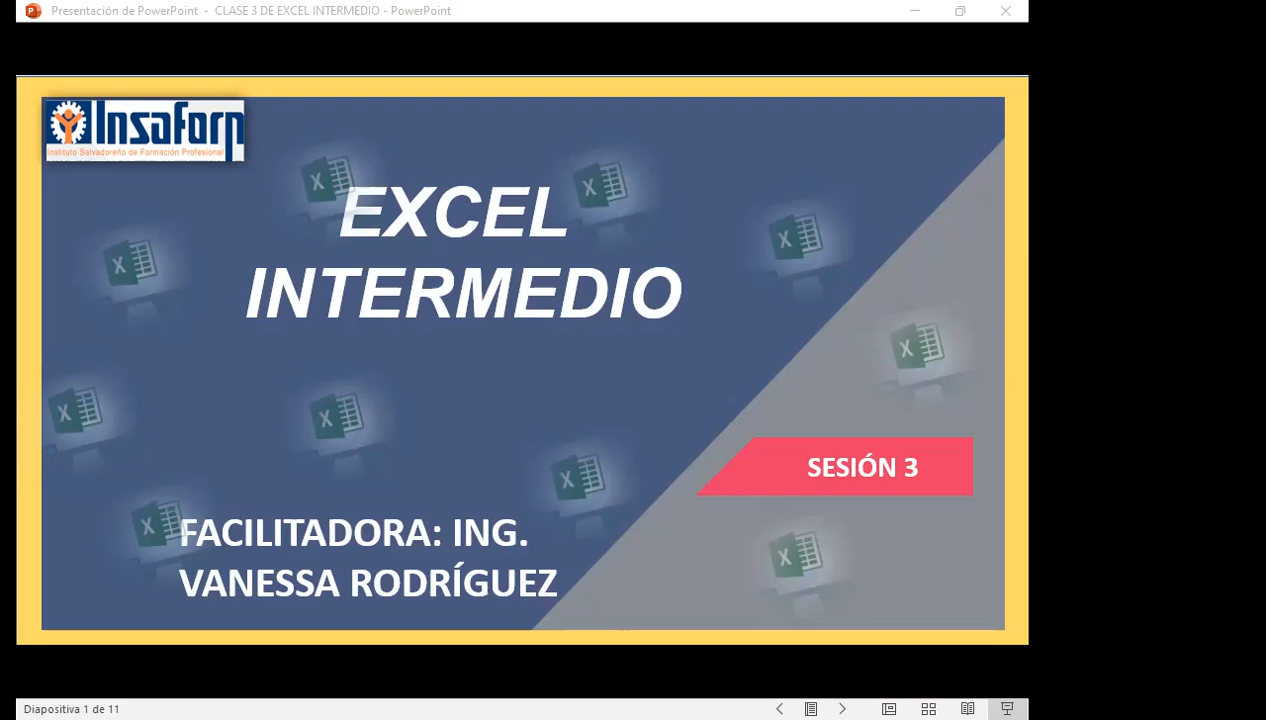 Presentación de PowerPoint - CLASE 3 DE EXCEL INTERMEDIO - PowerPoint
Insaforp
Instituto Salvadoreño de Formación Profesional
EXCEL
INTERMEDIO
SESIÓN 3
FACILITADORA: ING.
VANESSA RODRÍGUEZ
Diapositiva 1 de 11